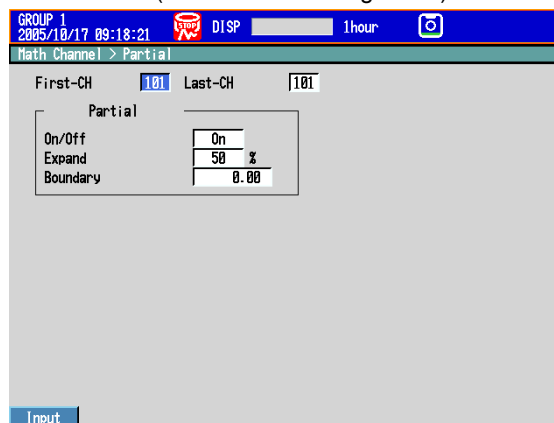 GROUP 1
2005/10/17 09:18:21 STOP DISP 1hour
Math Channel > Partial
First-CH 101 Last-CH 101
Partial
On/Off On
Expand 50 %
Boundary 0.00
Input